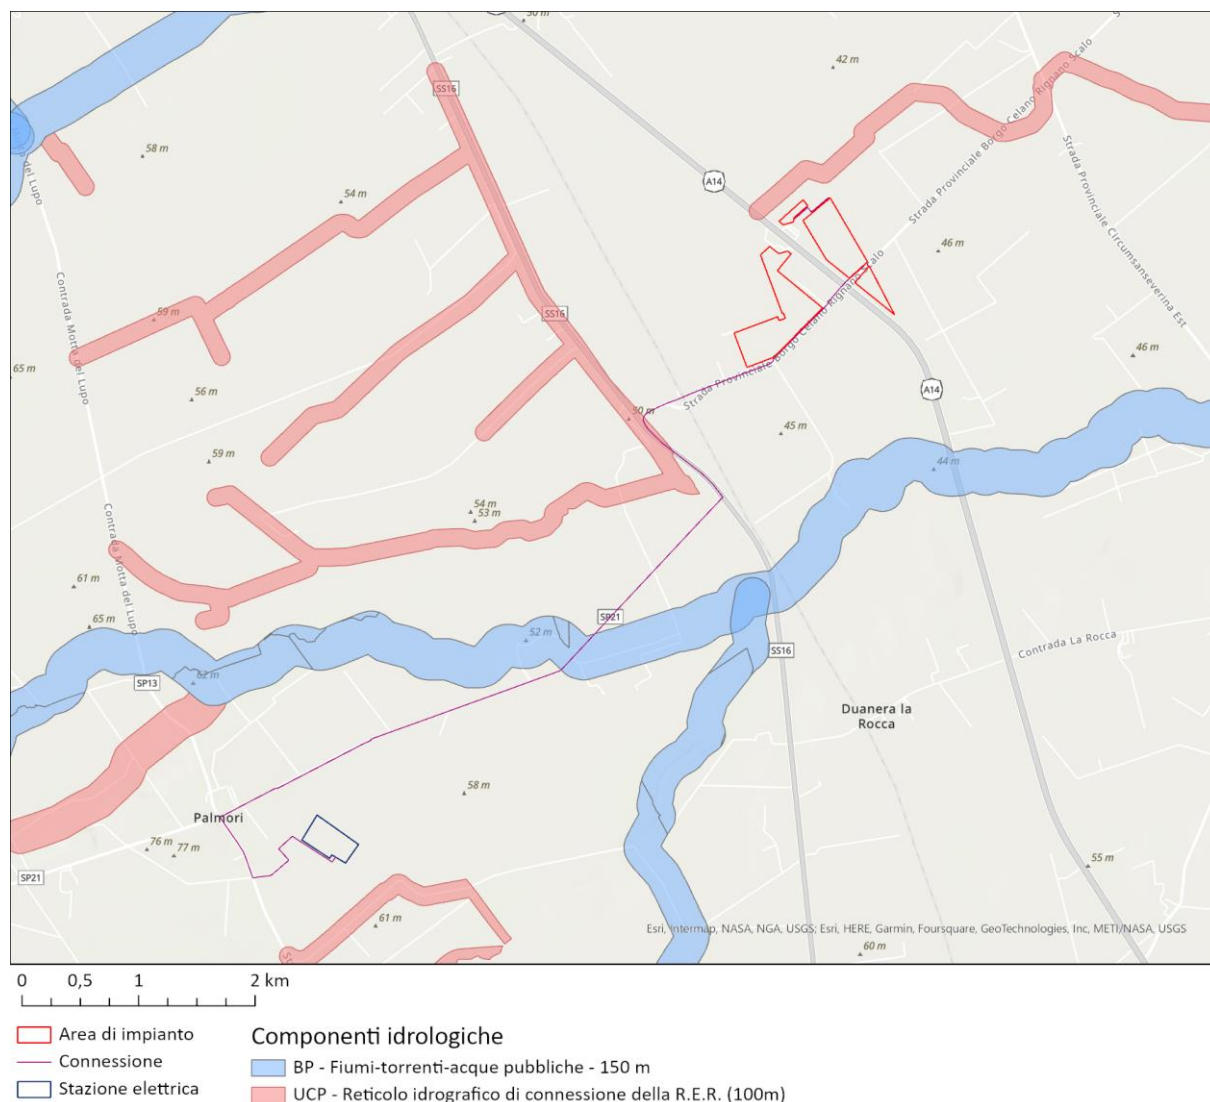 50 m
42 m
SS16
Strada Provinciale Borgo Celano Rignano Scalo
58 m
A14
54 m
del Lupo
Strada Provinciale Circumsanseverina Est
46 m
Contrada Motta del Lupo
59 m
SS16
65 m
46 m
Strada Provinciale Borgo Celano Rignano Scalo
A14
56 m
50 m
45 m
59 m
44 m
54 m
53 m
Contrada Motta del Lupo
61 m
65 m
SP21
52 m
SS16
Contrada La Rocca
SP13
62 m
Duanera la
Rocca
58 m
Palmori
76 m
77 m
SP21
55 m
61 m
60 m
Esri, Intermap, NASA, NGA, USGS; Esri, HERE, Garmin, Foursquare, GeoTechnologies, Inc, METI/NASA, USGS
0 0,5 1 2 km
Area di impianto
Connessione
Stazione elettrica
Componenti idrologiche
BP - Fiumi-torrenti-acque pubbliche - 150 m
UCP - Reticolo idrografico di connessione della R.E.R. (100m)